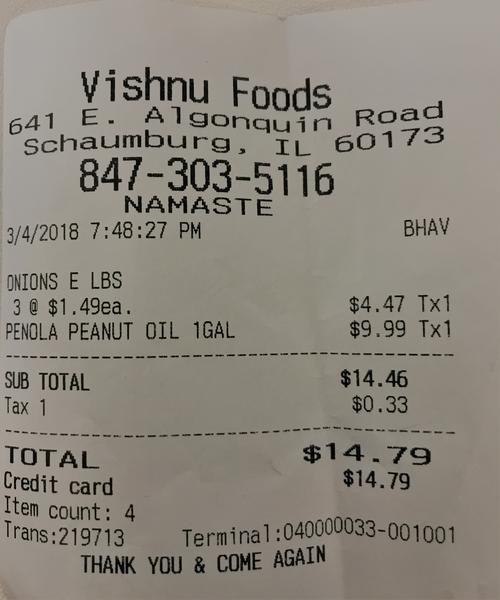 Vishnu Foods
641 E. Algonquin Road
Schaumburg, IL 60173
847-303-5116
NAMASTE
3/4/2018 7:48:27 PM BHAV
ONIONS E LBS
3 @ $1.49ea. $4.47 Tx1
PENOLA PEANUT OIL 1GAL $9.99 Tx1
SUB TOTAL $14.46
Tax 1 $0.33
TOTAL $14.79
Credit card $14.79
Item count: 4
Trans:219713 Terminal:040000033-001001
THANK YOU & COME AGAIN